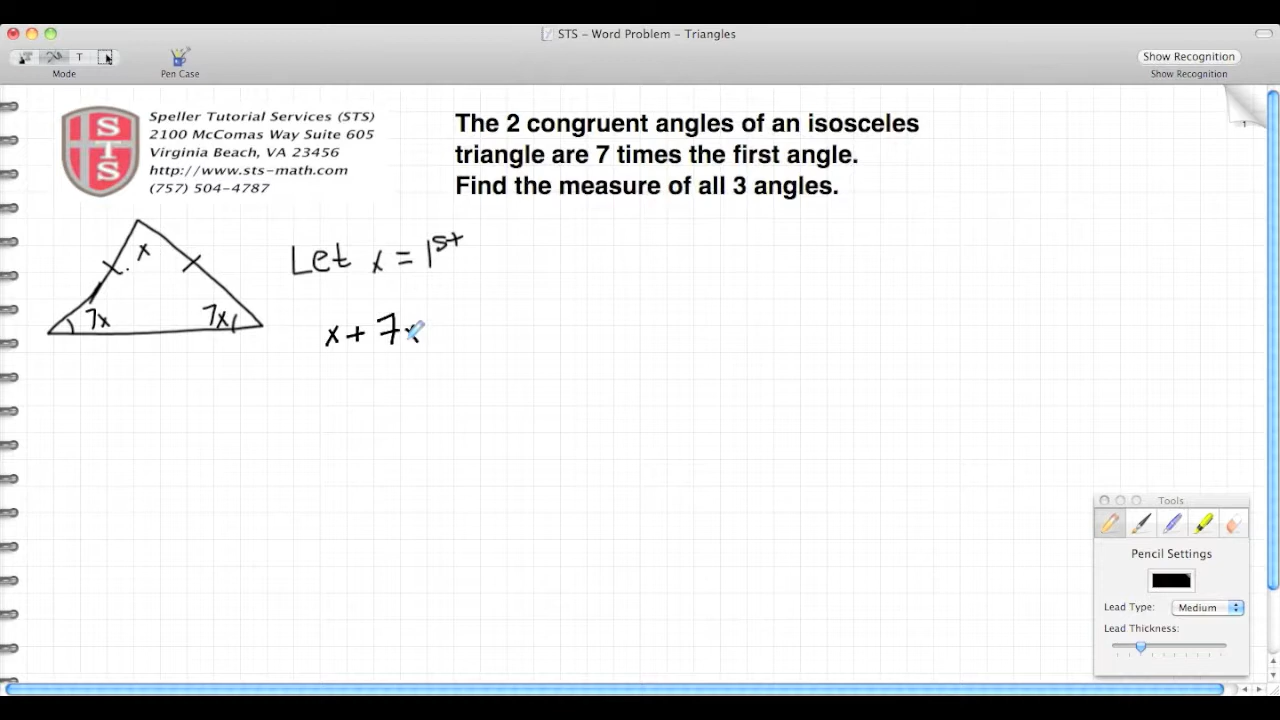 STS – Word Problem – Triangles
T
Mode
Pen Case
Show Recognition
Show Recognition
1
STS
Speller Tutorial Services (STS)
2100 McComas Way Suite 605
Virginia Beach, VA 23456
http://www.sts-math.com
(757) 504-4787
The 2 congruent angles of an isosceles
triangle are 7 times the first angle.
Find the measure of all 3 angles.
x
7x
7x
Let x = 1st
x + 7x
Tools
Pencil Settings
Lead Type: Medium
Lead Thickness: